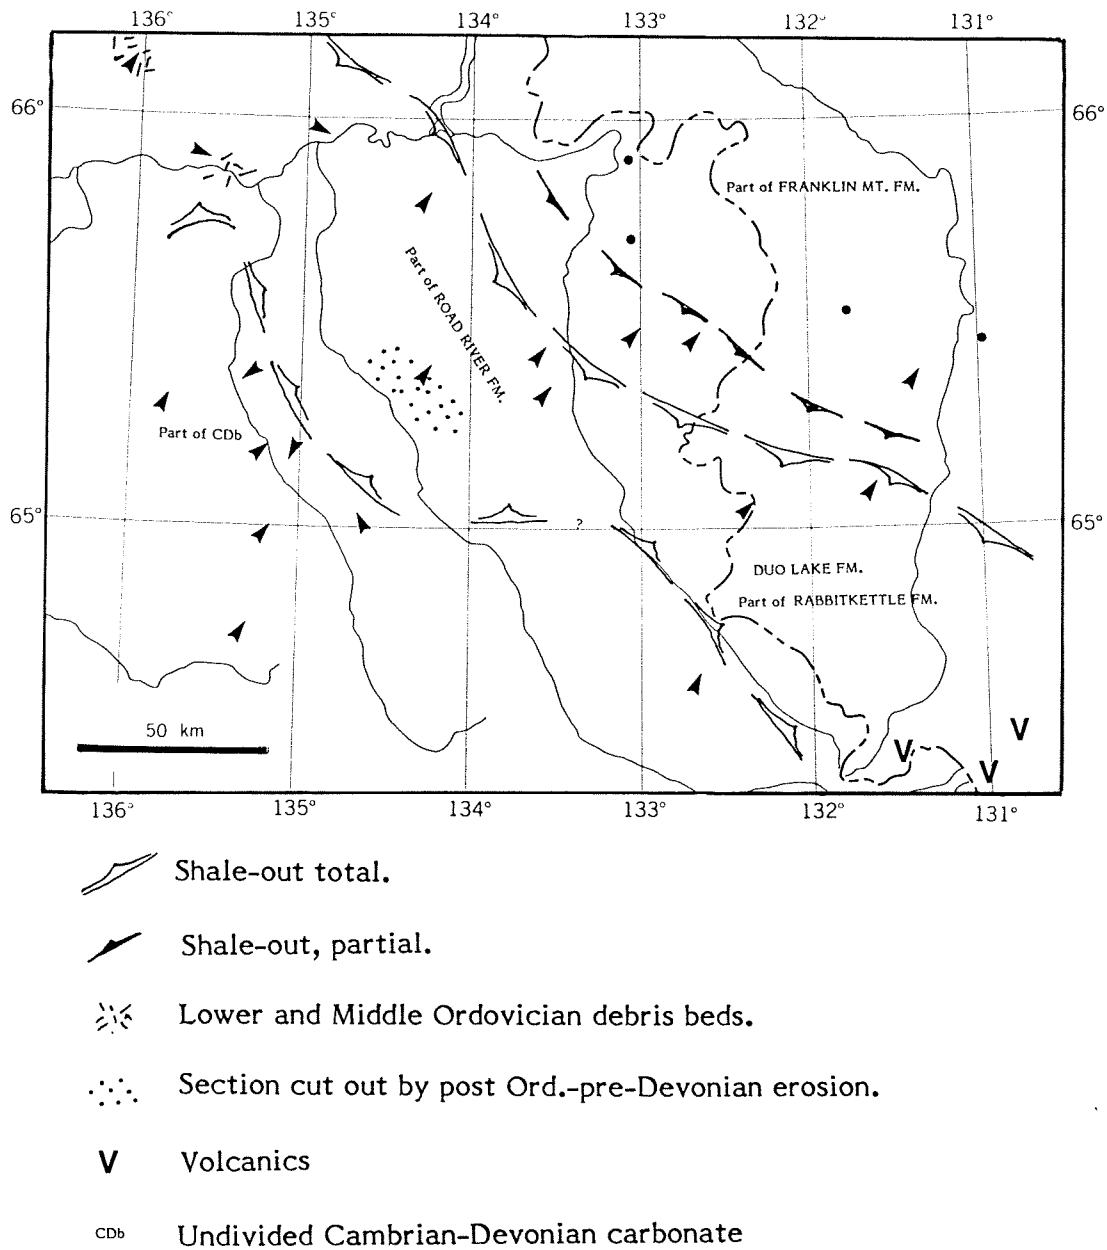 136° 135° 134° 133° 132° 131°
66° 66°
Part of FRANKLIN MT. FM.
Part of ROAD RIVER FM.
Part of CDb
65° ? 65°
DUO LAKE FM.
Part of RABBITKETTLE FM.
50 km
V
V
V
136° 135° 134° 133° 132° 131°
Shale-out total.
Shale-out, partial.
Lower and Middle Ordovician debris beds.
Section cut out by post Ord.-pre-Devonian erosion.
V Volcanics
CDb Undivided Cambrian-Devonian carbonate